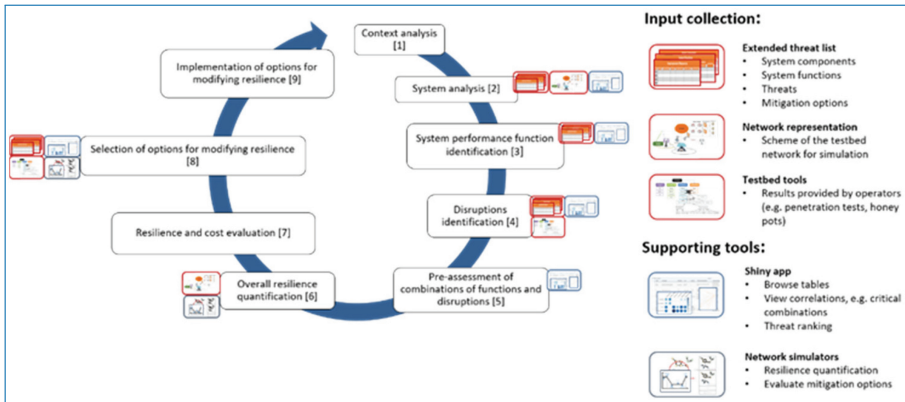 Context analysis
[1]
System analysis [2]
System performance function
identification [3]
Disruptions
identification [4]
Pre-assessment of
combinations of functions and
disruptions [5]
Overall resilience
quantification [6]
Resilience and cost evaluation [7]
Selection of options for modifying resilience
[8]
Implementation of options for
modifying resilience [9]
Input collection:
Extended threat list
• System components
• System functions
• Threats
• Mitigation options
Network representation
• Scheme of the testbed
network for simulation
Testbed tools
• Results provided by operators
(e.g. penetration tests, honey
pots)
Supporting tools:
Shiny app
• Browse tables
• View correlations, e.g. critical
combinations
• Threat ranking
Network simulators
• Resilience quantification
• Evaluate mitigation options